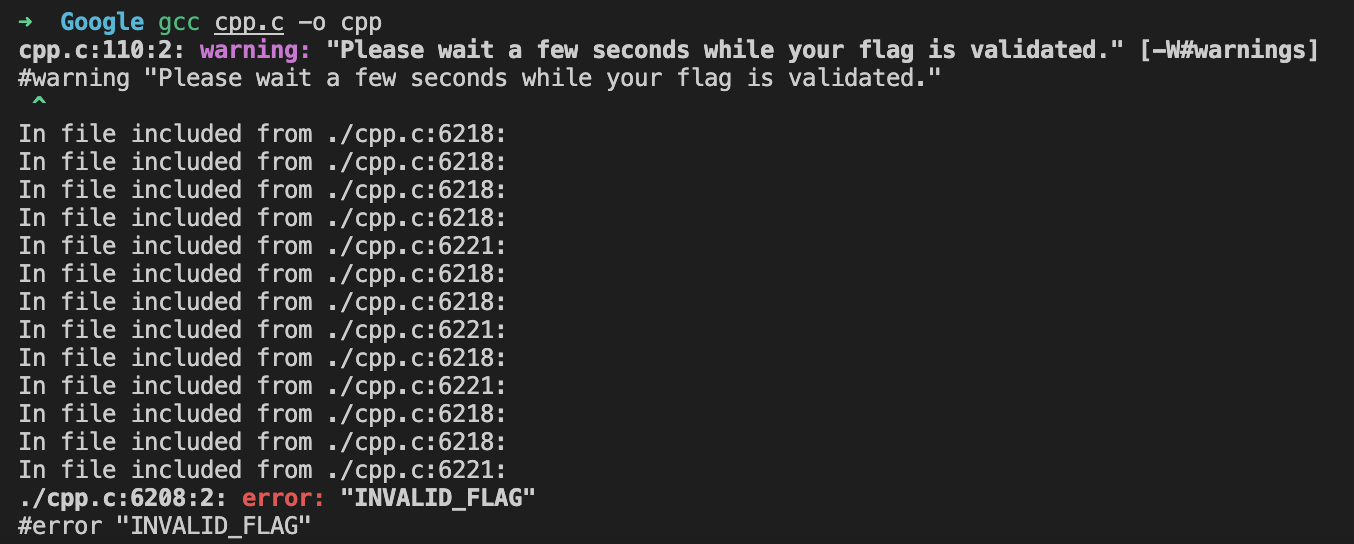 ➜  Google gcc cpp.c -o cpp
cpp.c:110:2: warning: "Please wait a few seconds while your flag is validated." [-W#warnings]
#warning "Please wait a few seconds while your flag is validated."
 ^
In file included from ./cpp.c:6218:
In file included from ./cpp.c:6218:
In file included from ./cpp.c:6218:
In file included from ./cpp.c:6218:
In file included from ./cpp.c:6221:
In file included from ./cpp.c:6218:
In file included from ./cpp.c:6218:
In file included from ./cpp.c:6221:
In file included from ./cpp.c:6218:
In file included from ./cpp.c:6221:
In file included from ./cpp.c:6218:
In file included from ./cpp.c:6218:
In file included from ./cpp.c:6221:
./cpp.c:6208:2: error: "INVALID_FLAG"
#error "INVALID_FLAG"